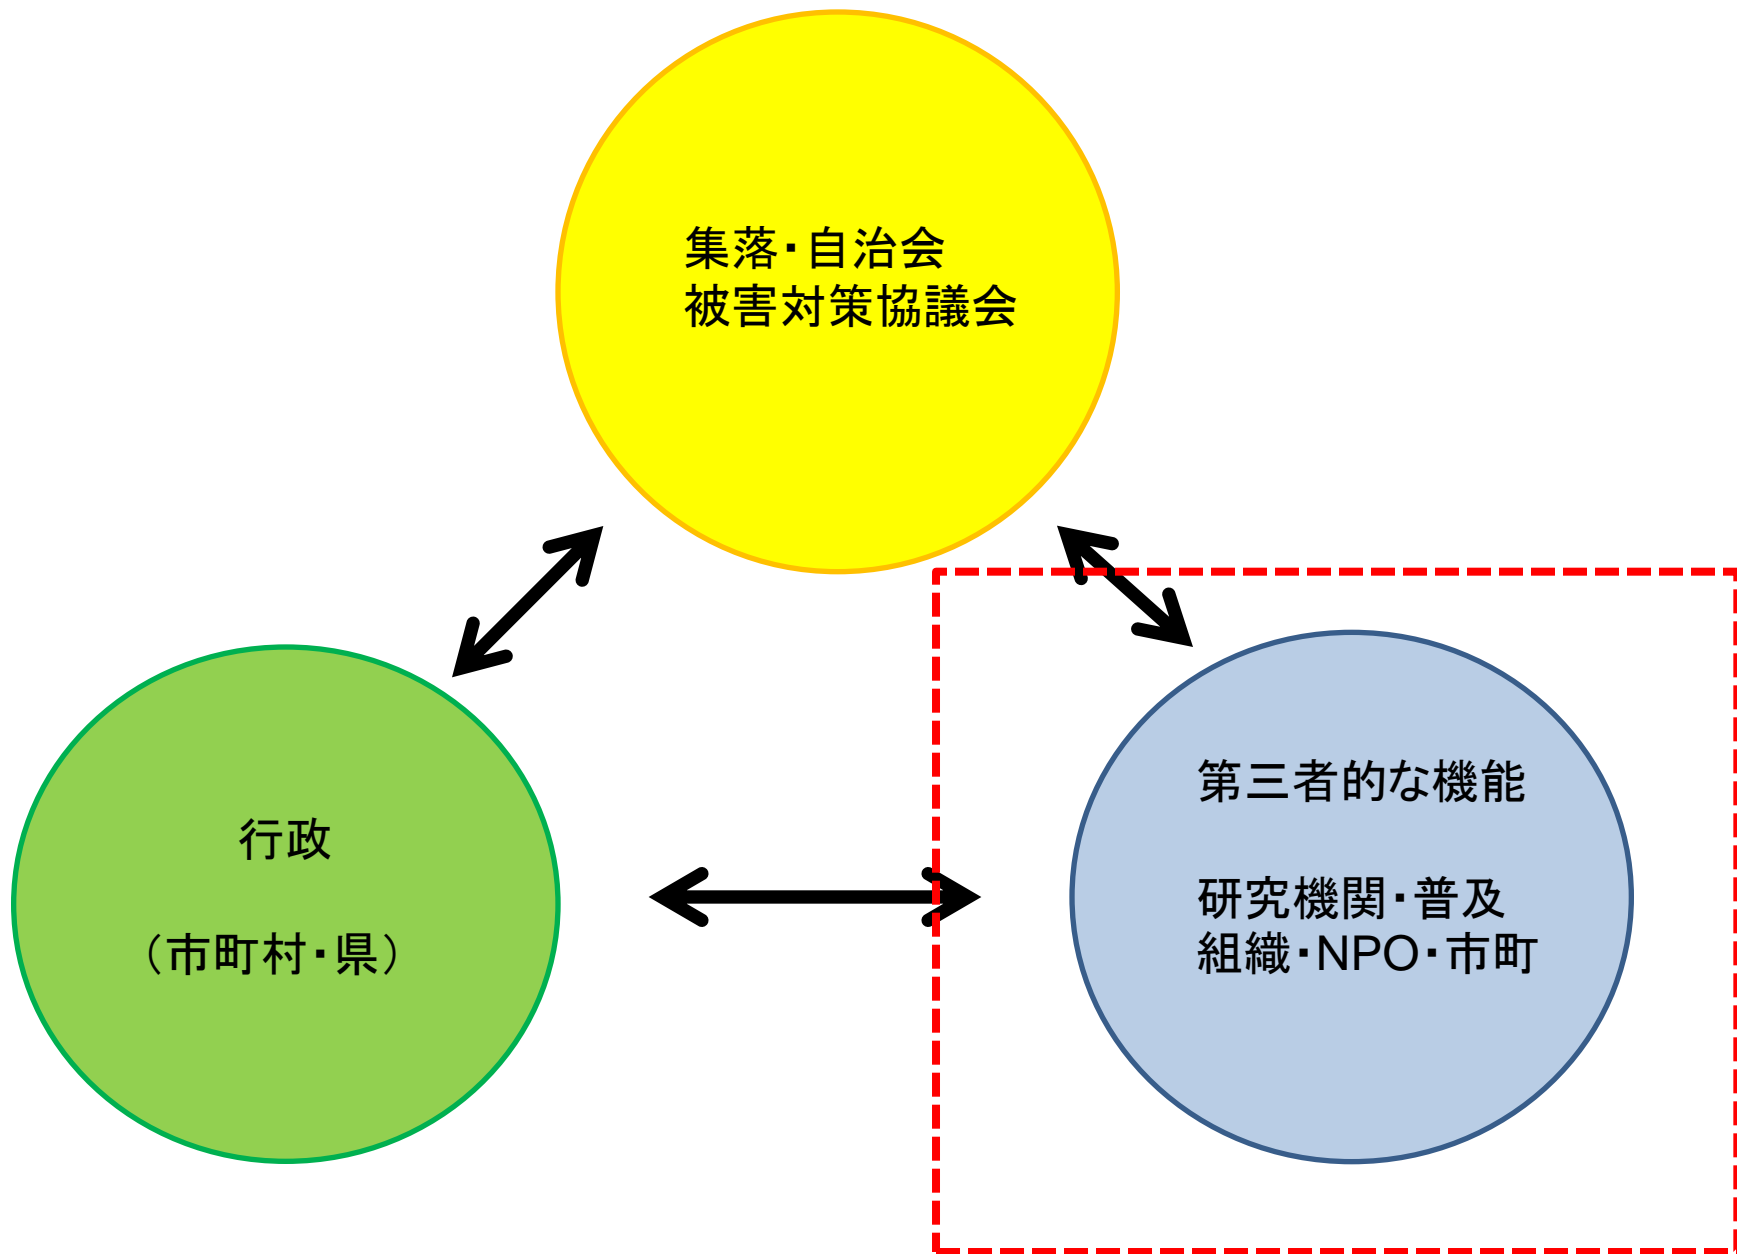 集落・自治会
被害対策協議会
行政
（市町村・県）
第三者的な機能
研究機関・普及
組織・NPO・市町